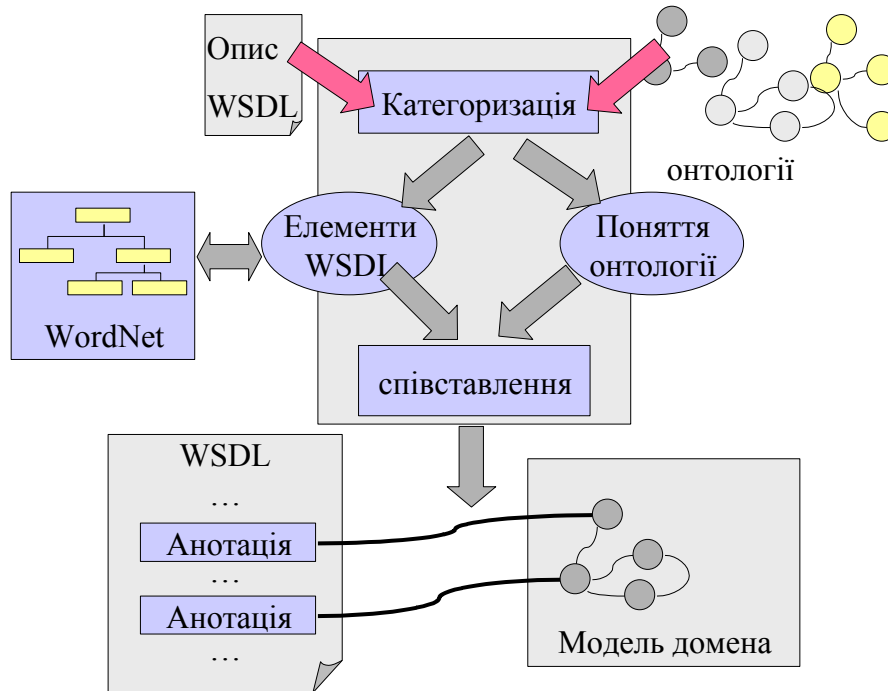 Опис
WSDL
Категоризація
онтології
Елементи
WSDL
Поняття
онтології
WordNet
співставлення
WSDL
...
Анотація
...
Анотація
...
Модель домена